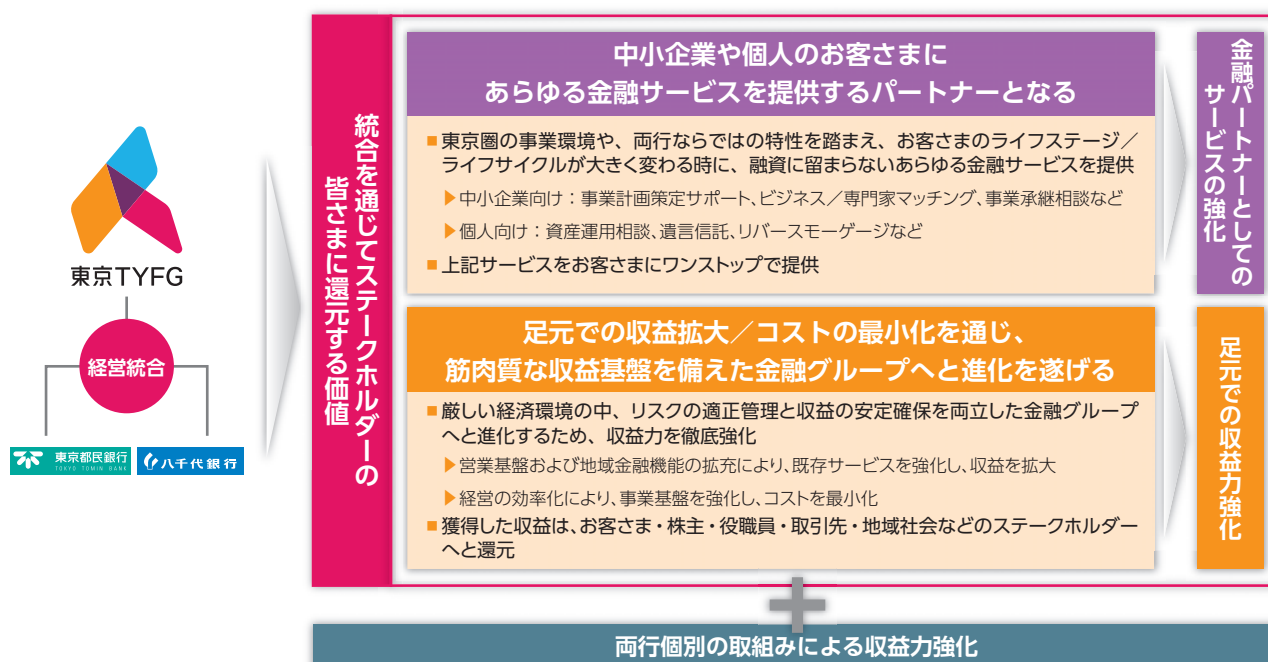 東京TYFG
経営統合
東京都民銀行
TOKYO TOMIN BANK
八千代銀行
統合を通じてステークホルダーの
皆さまに還元する価値
中小企業や個人のお客さまに
あらゆる金融サービスを提供するパートナーとなる
■東京圏の事業環境や、両行ならではの特性を踏まえ、お客さまのライフステージ／
ライフサイクルが大きく変わる時に、融資に留まらないあらゆる金融サービスを提供
▶中小企業向け：事業計画策定サポート、ビジネス／専門家マッチング、事業承継相談など
▶個人向け：資産運用相談、遺言信託、リバースモーゲージなど
■上記サービスをお客さまにワンストップで提供
金融パートナーとしての
サービスの強化
足元での収益拡大／コストの最小化を通じ、
筋肉質な収益基盤を備えた金融グループへと進化を遂げる
■厳しい経済環境の中、リスクの適正管理と収益の安定確保を両立した金融グループ
へと進化するため、収益力を徹底強化
▶営業基盤および地域金融機能の拡充により、既存サービスを強化し、収益を拡大
▶経営の効率化により、事業基盤を強化し、コストを最小化
■獲得した収益は、お客さま・株主・役職員・取引先・地域社会などのステークホルダー
へと還元
足元での収益力強化
両行個別の取組みによる収益力強化